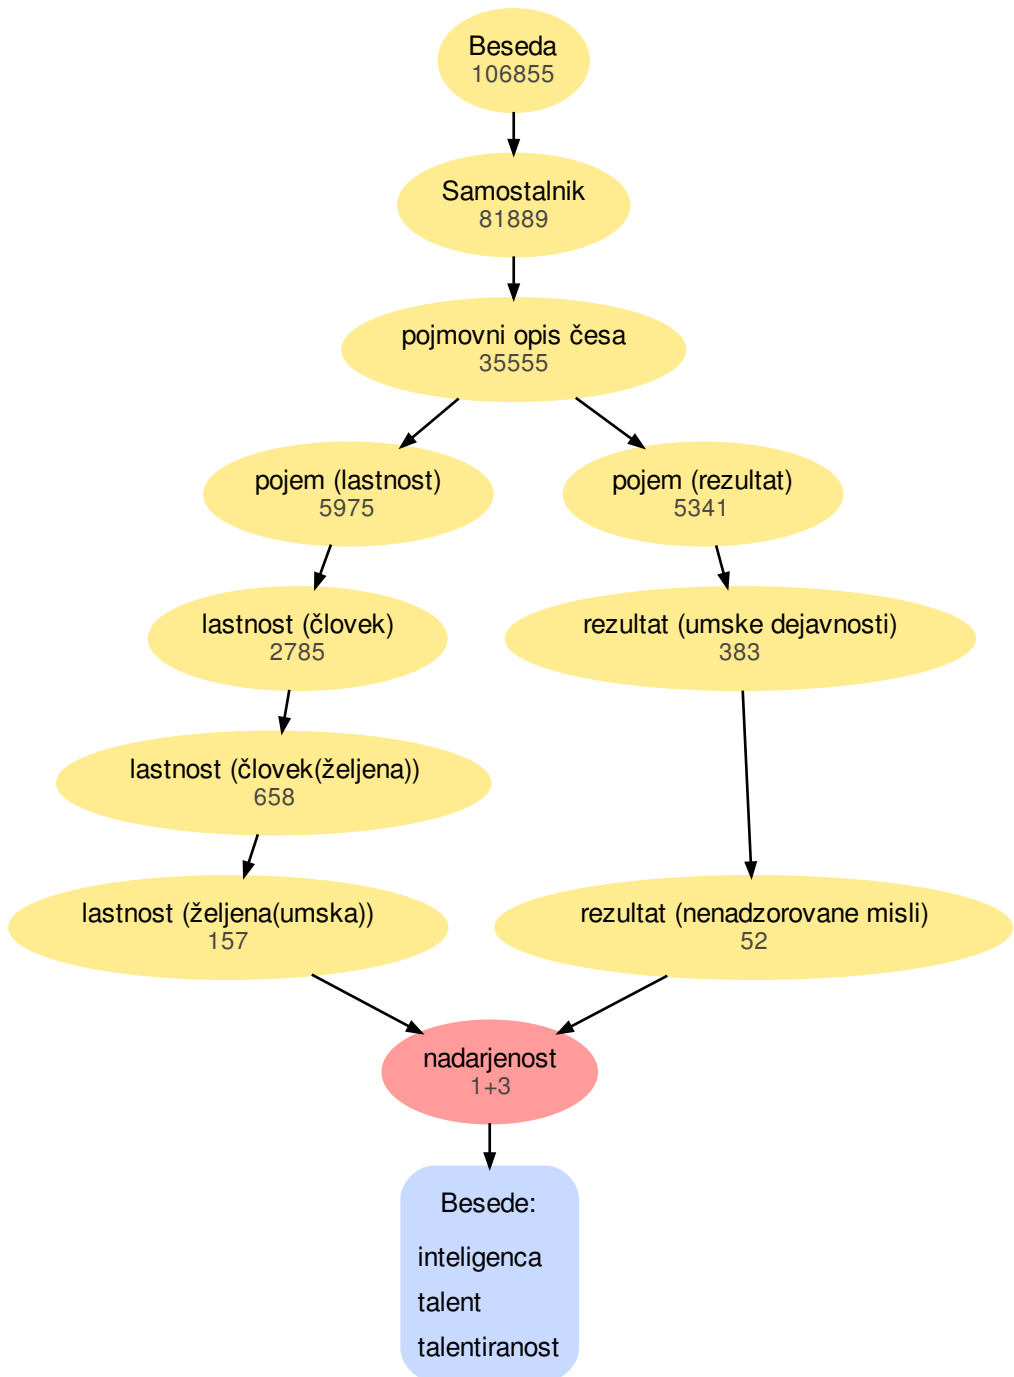 Beseda
106855
Samostalnik
81889
pojmovni opis česa
35555
pojem (lastnost)
5975
pojem (rezultat)
5341
lastnost (človek)
2785
rezultat (umske dejavnosti)
383
lastnost (človek(željena))
658
lastnost (željena(umska))
157
rezultat (nenadzorovane misli)
52
nadarjenost
1+3
Besede:
inteligenca
talent
talentiranost